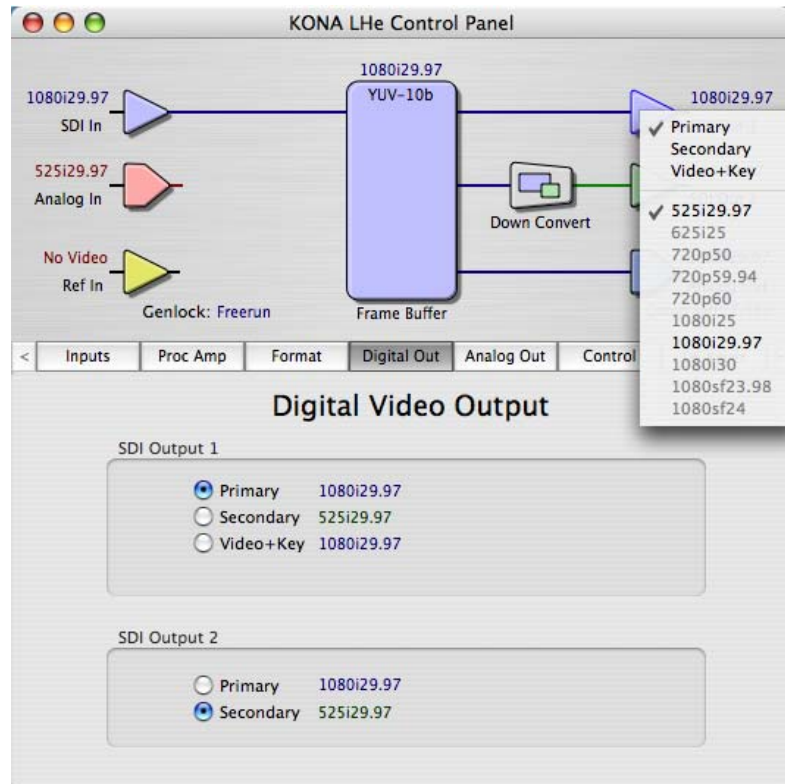 KONA LHe Control Panel
1080i29.97
1080i29.97
YUV-10b
1080i29.97
SDI In
✓ Primary
Secondary
Video+Key
525i29.97
Analog In
Down Convert
✓ 525i29.97
625i25
720p50
720p59.94
720p60
1080i25
1080i29.97
1080i30
1080sf23.98
1080sf24
No Video
Ref In
Genlock: Freerun
Frame Buffer
< Inputs Proc Amp Format Digital Out Analog Out Control
Digital Video Output
SDI Output 1
Primary 1080i29.97
Secondary 525i29.97
Video+Key 1080i29.97
SDI Output 2
Primary 1080i29.97
Secondary 525i29.97